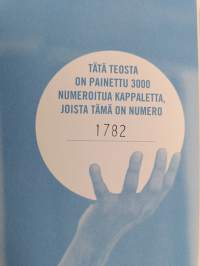 TÄTÄ TEOSTA
ON PAINETTU 3000
NUMEROITUA KAPPALETTA,
JOISTA TÄMÄ ON NUMERO
1782